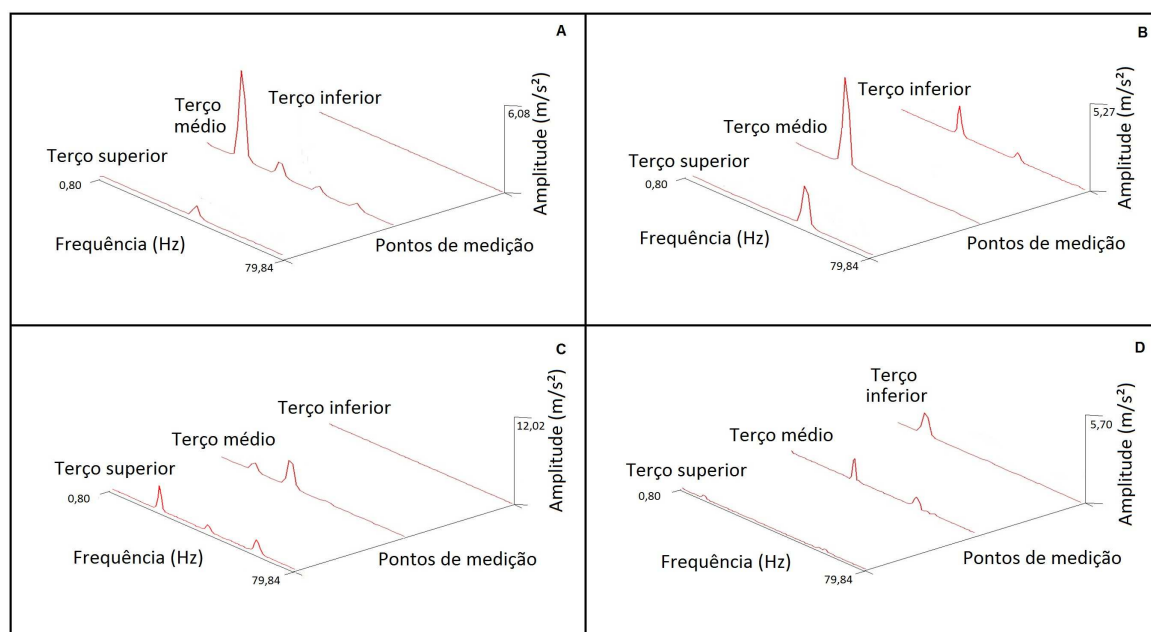 A
Terço inferior
Terço
médio
Terço superior
0,80
6,08
Amplitude (m/s²)
Frequência (Hz)
Pontos de medição
79,84
B
Terço inferior
Terço médio
Terço superior
0,80
5,27
Amplitude (m/s²)
Frequência (Hz)
Pontos de medição
79,84
C
Terço inferior
Terço médio
Terço superior
0,80
12,02
Amplitude (m/s²)
Frequência (Hz)
Pontos de medição
79,84
D
Terço
inferior
Terço médio
Terço superior
0,80
5,70
Amplitude (m/s²)
Frequência (Hz)
Pontos de medição
79,84